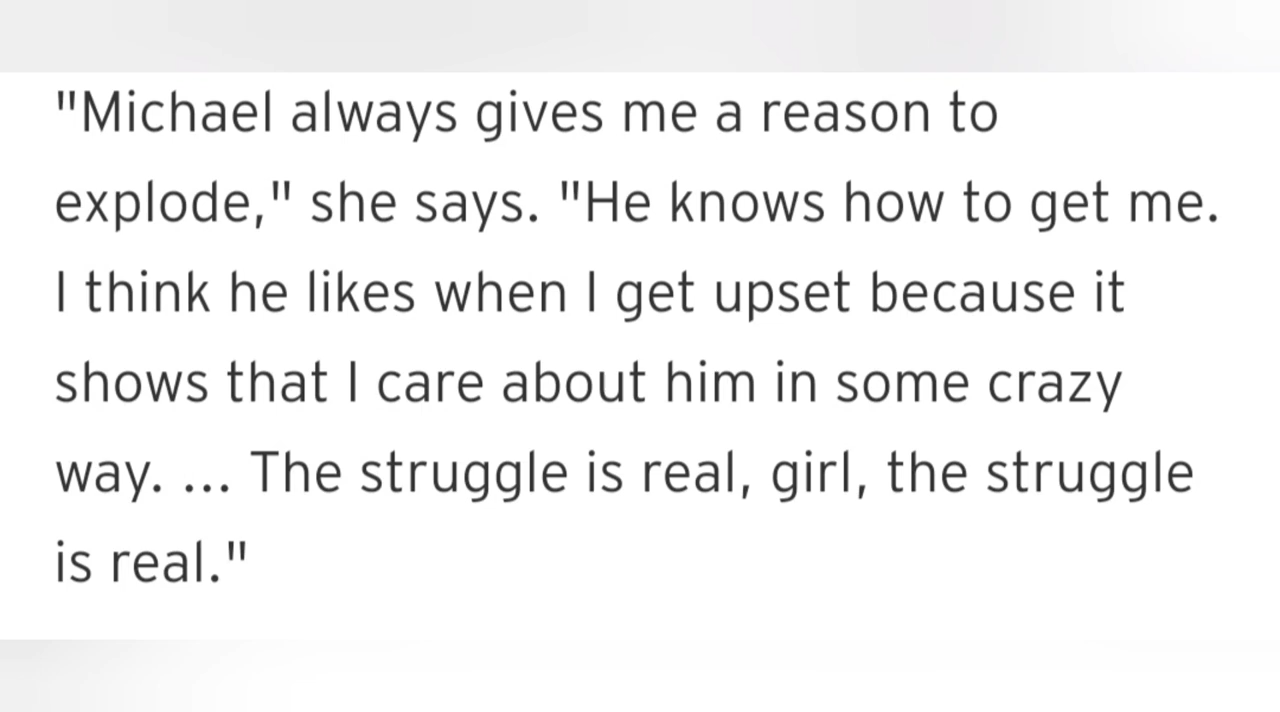 "Michael always gives me a reason to
explode," she says. "He knows how to get me.
I think he likes when I get upset because it
shows that I care about him in some crazy
way. ... The struggle is real, girl, the struggle
is real."